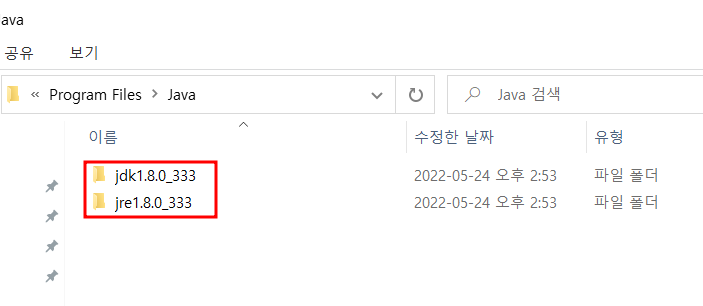 Java
공유 보기
« Program Files > Java Java 검색
이름 수정한 날짜 유형
jdk1.8.0_333 2022-05-24 오후 2:53 파일 폴더
jre1.8.0_333 2022-05-24 오후 2:53 파일 폴더